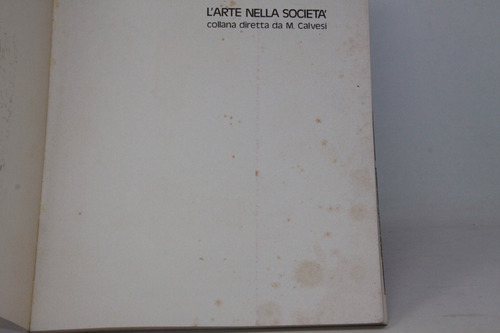 L'ARTE NELLA SOCIETA'
collana diretta da M. Calvesi